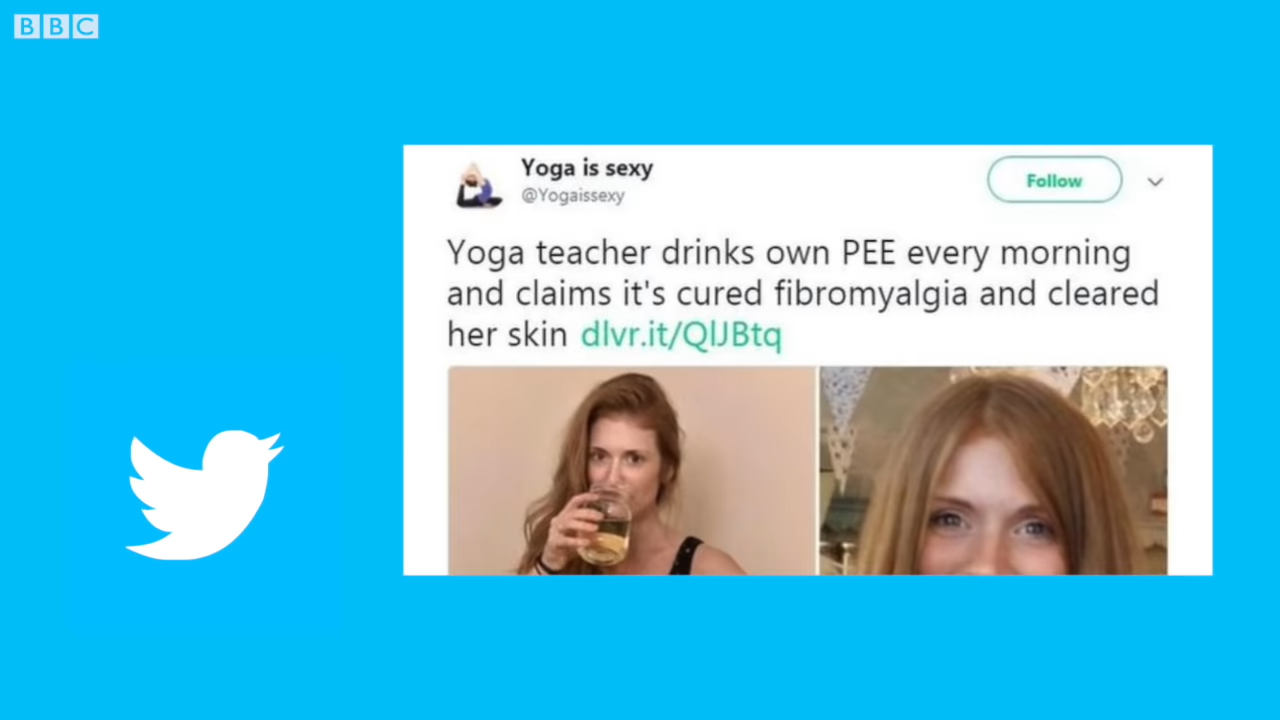 BBC
Yoga is sexy
@Yogaissexy
Follow
Yoga teacher drinks own PEE every morning
and claims it's cured fibromyalgia and cleared
her skin dlvr.it/QlJBtq